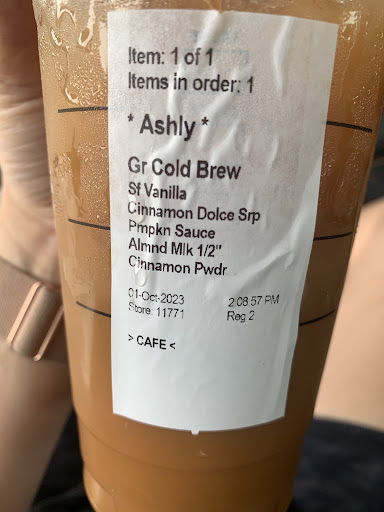 Item: 1 of 1
Items in order: 1
* Ashly *
Gr Cold Brew
Sf Vanilla
Cinnamon Dolce Srp
Pmpkn Sauce
Almnd Mlk 1/2"
Cinnamon Pwdr
01-Oct-2023 2:08:57 PM
Store: 11771 Reg 2
> CAFE <